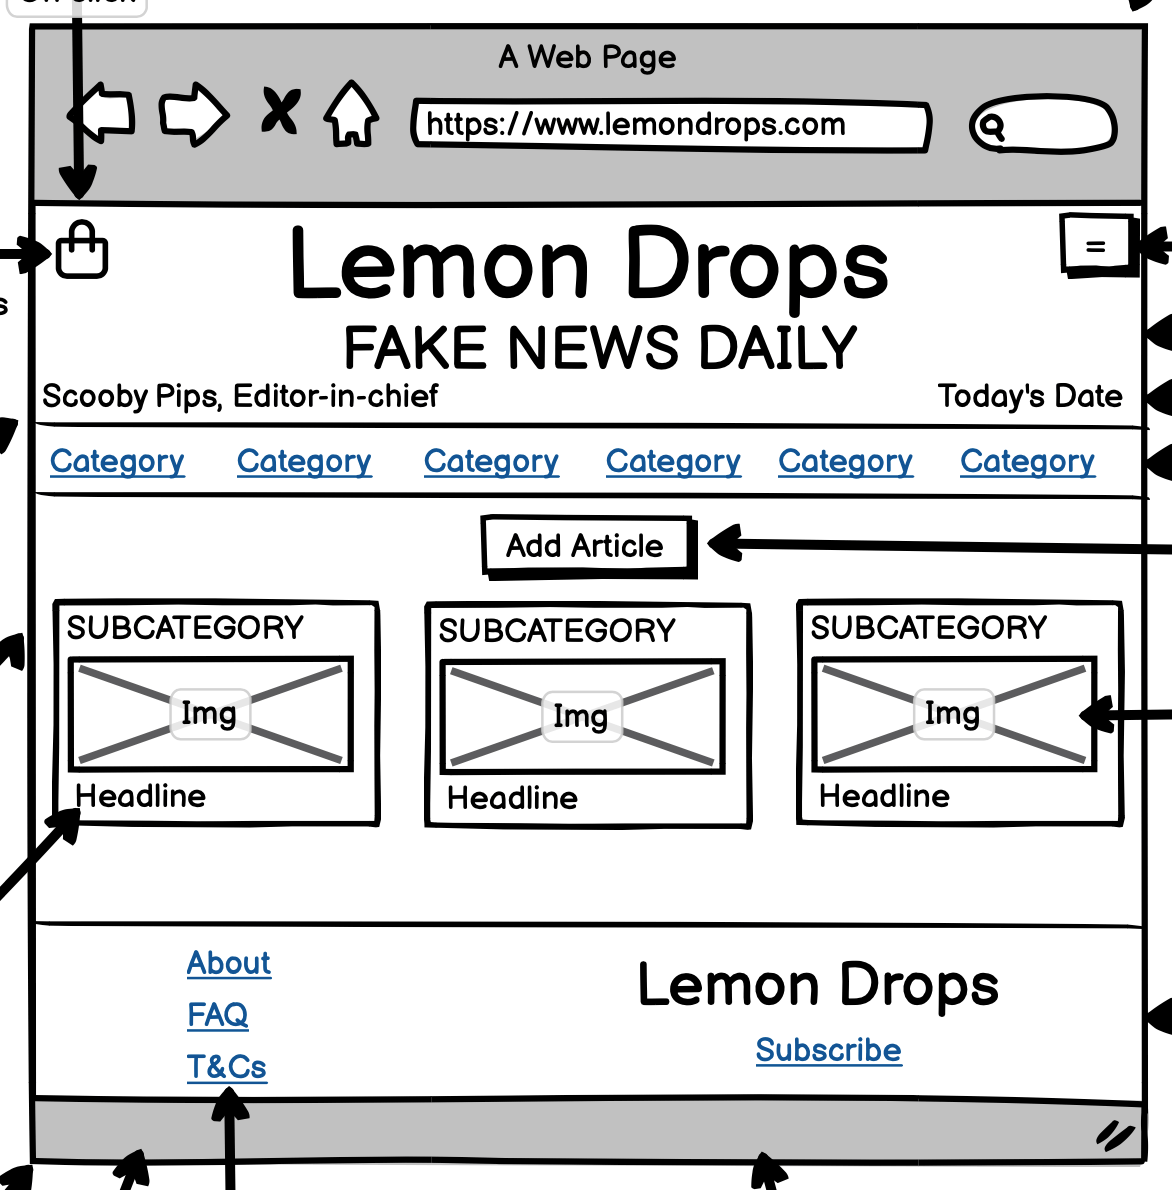 On Click
A Web Page
https://www.lemondrops.com
=
Lemon Drops
FAKE NEWS DAILY
s
Scooby Pips, Editor-in-chief Today's Date
Category Category Category Category Category Category
Add Article
SUBCATEGORY SUBCATEGORY SUBCATEGORY
Img Img Img
Headline Headline Headline
About
FAQ
T&Cs
Lemon Drops
Subscribe